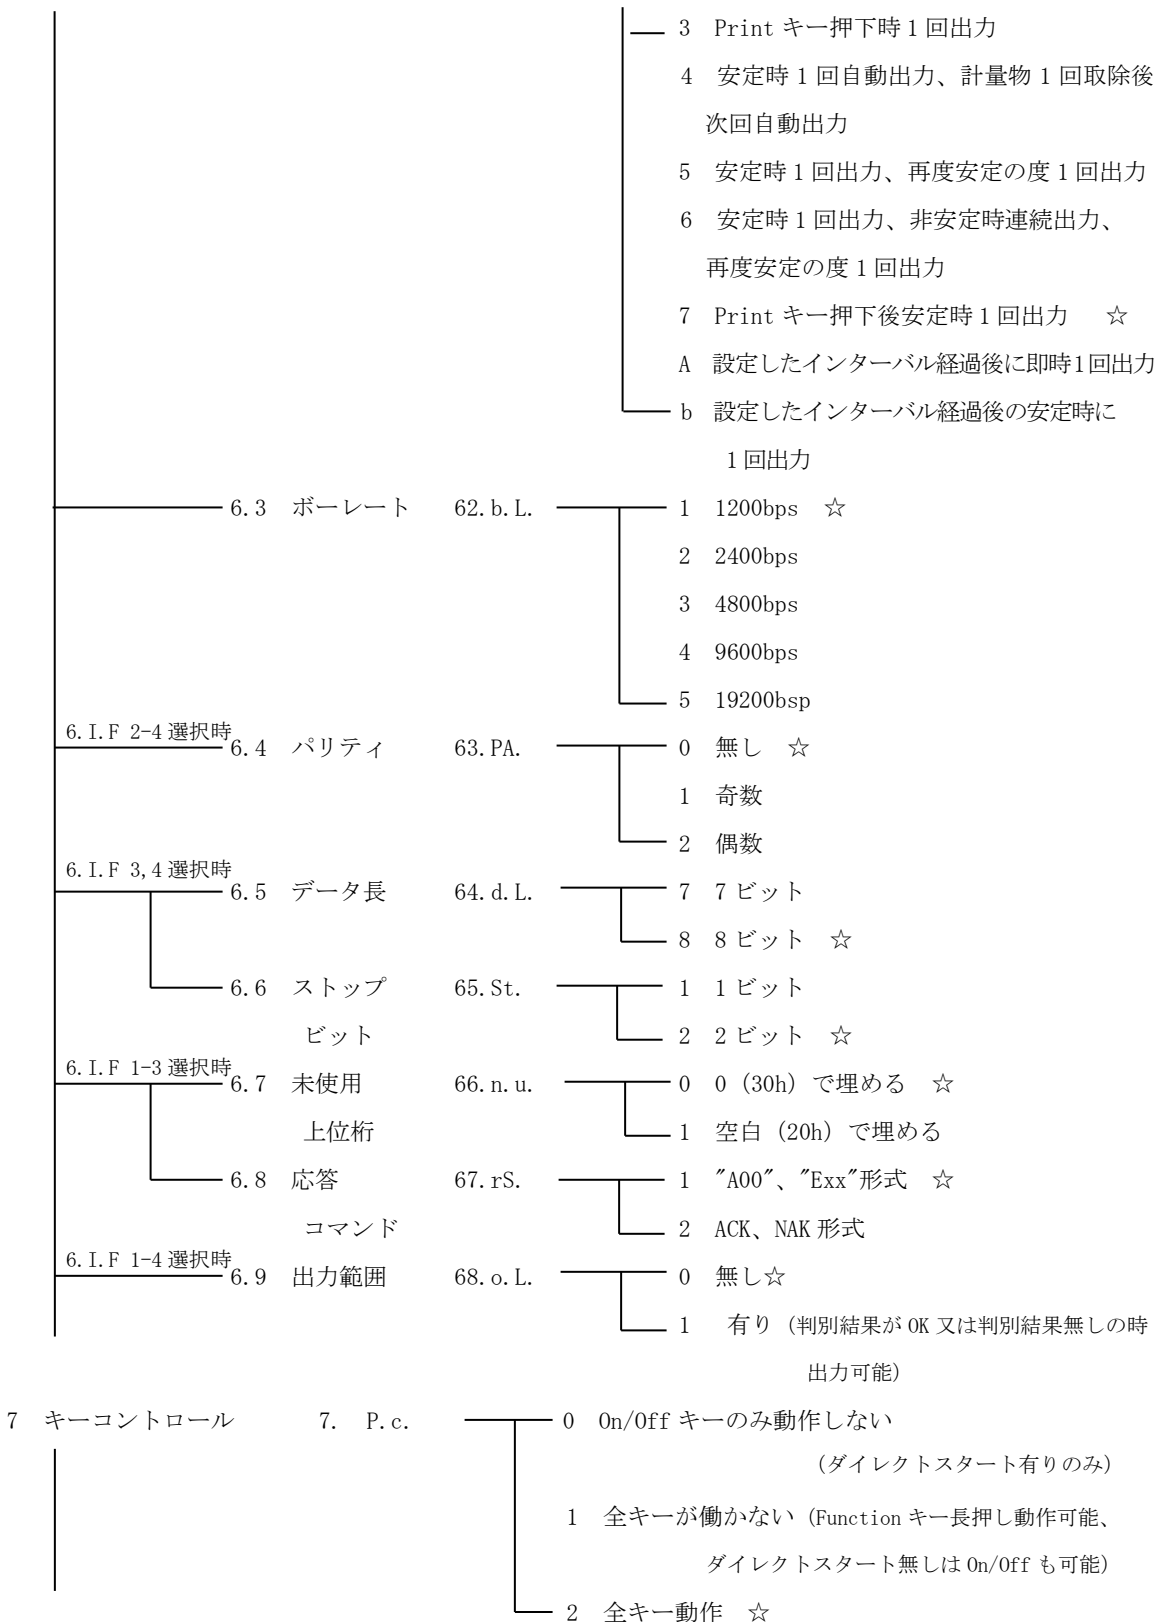 3 Print キー押下時 1 回出力
4 安定時 1 回自動出力、計量物 1 回取除後
次回自動出力
5 安定時 1 回出力、再度安定の度 1 回出力
6 安定時 1 回出力、非安定時連続出力、
再度安定の度 1 回出力
7 Print キー押下後安定時 1 回出力 ☆
A 設定したインターバル経過後に即時1回出力
b 設定したインターバル経過後の安定時に
1 回出力
6.3 ボーレート 62.b.L. 1 1200bps ☆
2 2400bps
3 4800bps
4 9600bps
5 19200bsp
6.I.F 2-4 選択時
6.4 パリティ 63.PA. 0 無し ☆
1 奇数
2 偶数
6.I.F 3,4 選択時
6.5 データ長 64.d.L. 7 7 ビット
8 8 ビット ☆
6.6 ストップ 65.St. 1 1 ビット
ビット 2 2 ビット ☆
6.I.F 1-3 選択時
6.7 未使用 66.n.u. 0 0（30h）で埋める ☆
上位桁 1 空白（20h）で埋める
6.8 応答 67.rS. 1 "A00"、"Exx"形式 ☆
コマンド 2 ACK、NAK 形式
6.I.F 1-4 選択時
6.9 出力範囲 68.o.L. 0 無し☆
1 有り（判別結果が OK 又は判別結果無しの時
出力可能）
7 キーコントロール 7. P.c. 0 On/Off キーのみ動作しない
（ダイレクトスタート有りのみ）
1 全キーが働かない（Function キー長押し動作可能、
ダイレクトスタート無しは On/Off も可能）
2 全キー動作 ☆